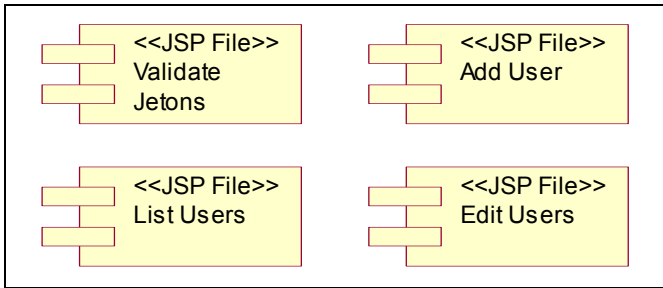 <<JSP File>>
Validate
Jetons
<<JSP File>>
Add User
<<JSP File>>
List Users
<<JSP File>>
Edit Users